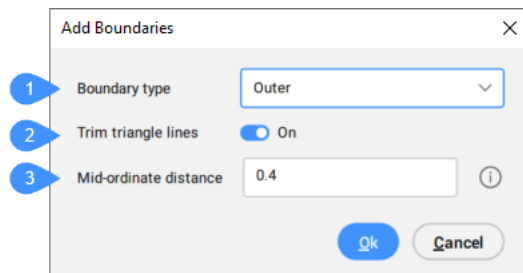 Add Boundaries
1 Boundary type Outer
2 Trim triangle lines On
3 Mid-ordinate distance 0.4
Ok Cancel